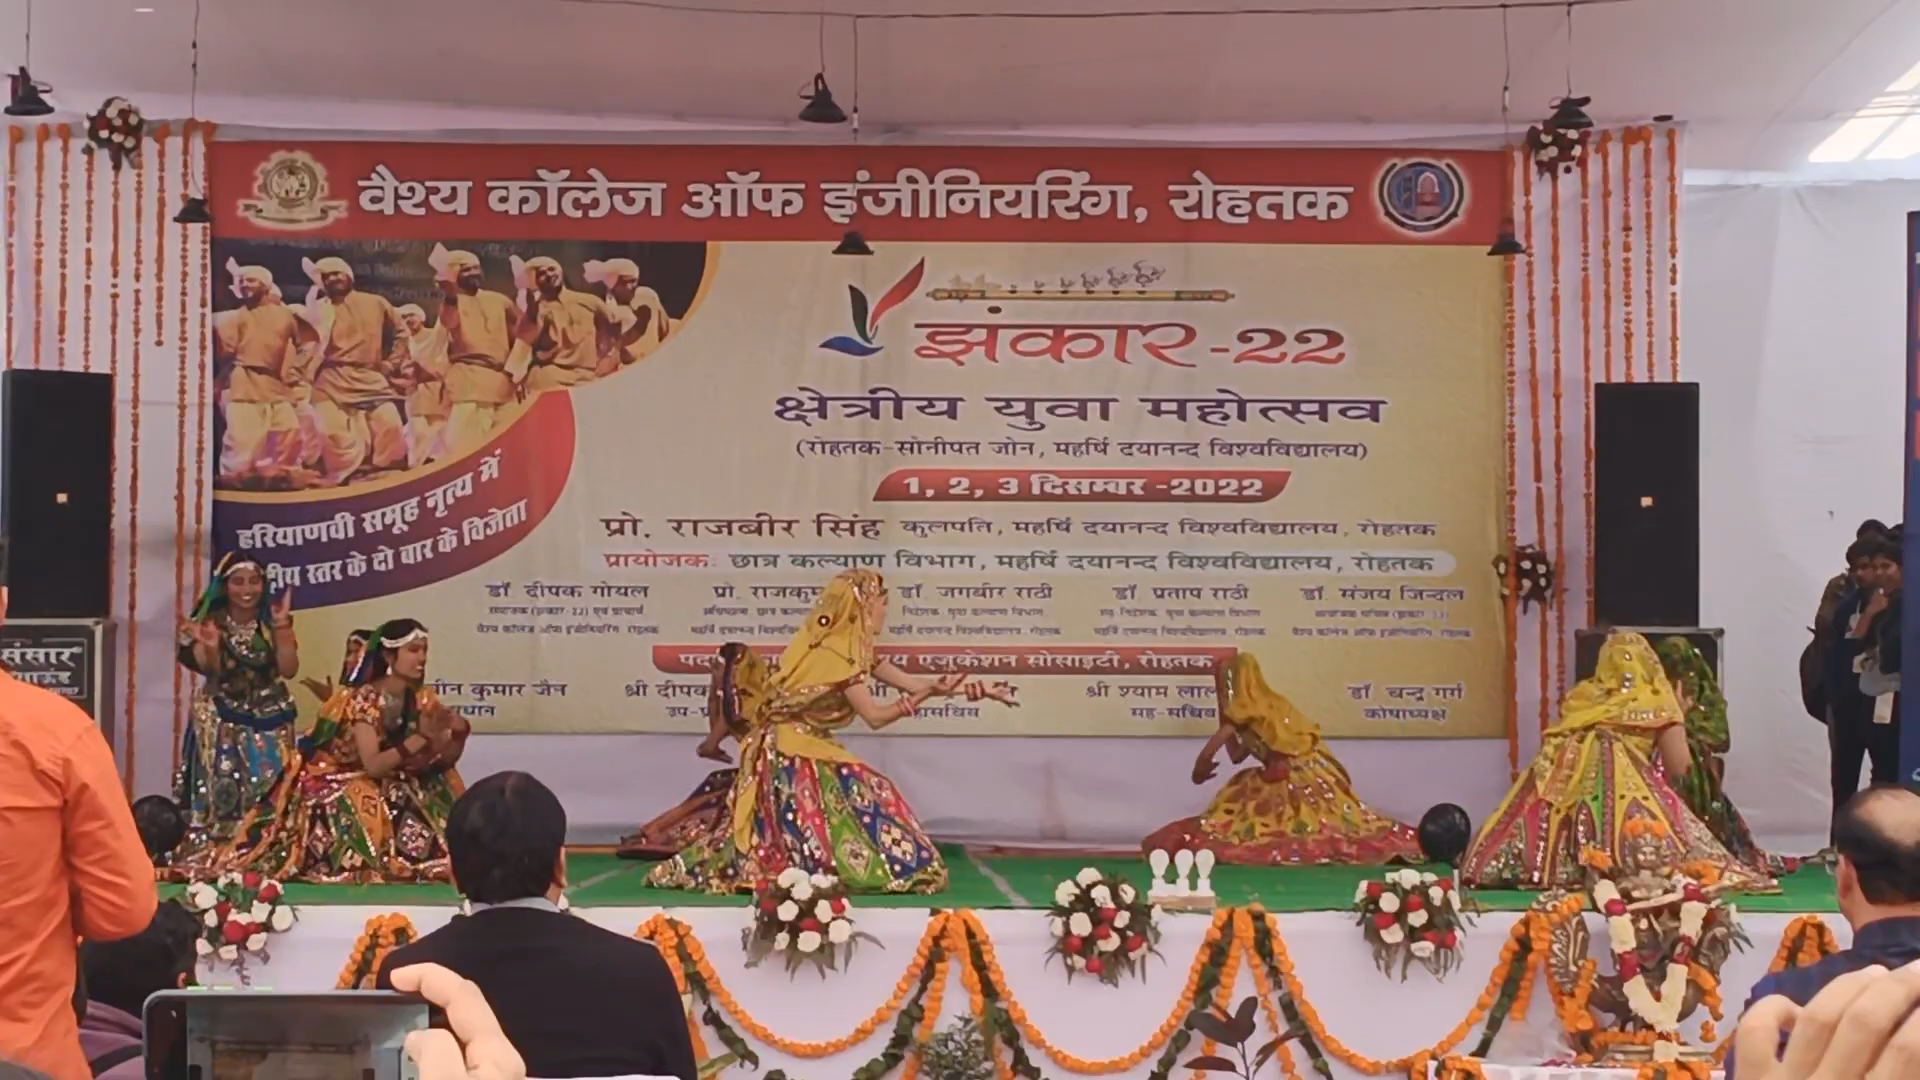 वैश्य कॉलेज ऑफ इंजीनियरिंग, रोहतक
झंकार-22
क्षेत्रीय युवा महोत्सव
(रोहतक-सोनीपत जोन, महर्षि दयानन्द विश्वविद्यालय)
1, 2, 3 दिसम्बर -2022
हरियाणवी समूह नृत्य में
स्तर के दो बार के विजेता
प्रो. राजबीर सिंह कुलपति, महर्षि दयानन्द विश्वविद्यालय, रोहतक
प्रायोजक: छात्र कल्याण विभाग, महर्षि दयानन्द विश्वविद्यालय, रोहतक
डॉ. दीपक गोयल प्रो. डॉ. जगबीर राठी डॉ. प्रताप राठी डॉ. संजय जिन्दल
एजुकेशन सोसाइटी, रोहतक
कुमार जैन श्री दीपक श्री श्याम लाल डॉ. चन्द्र गर्ग
सह-सचिव कोषाध्यक्ष
संसार
साऊंड